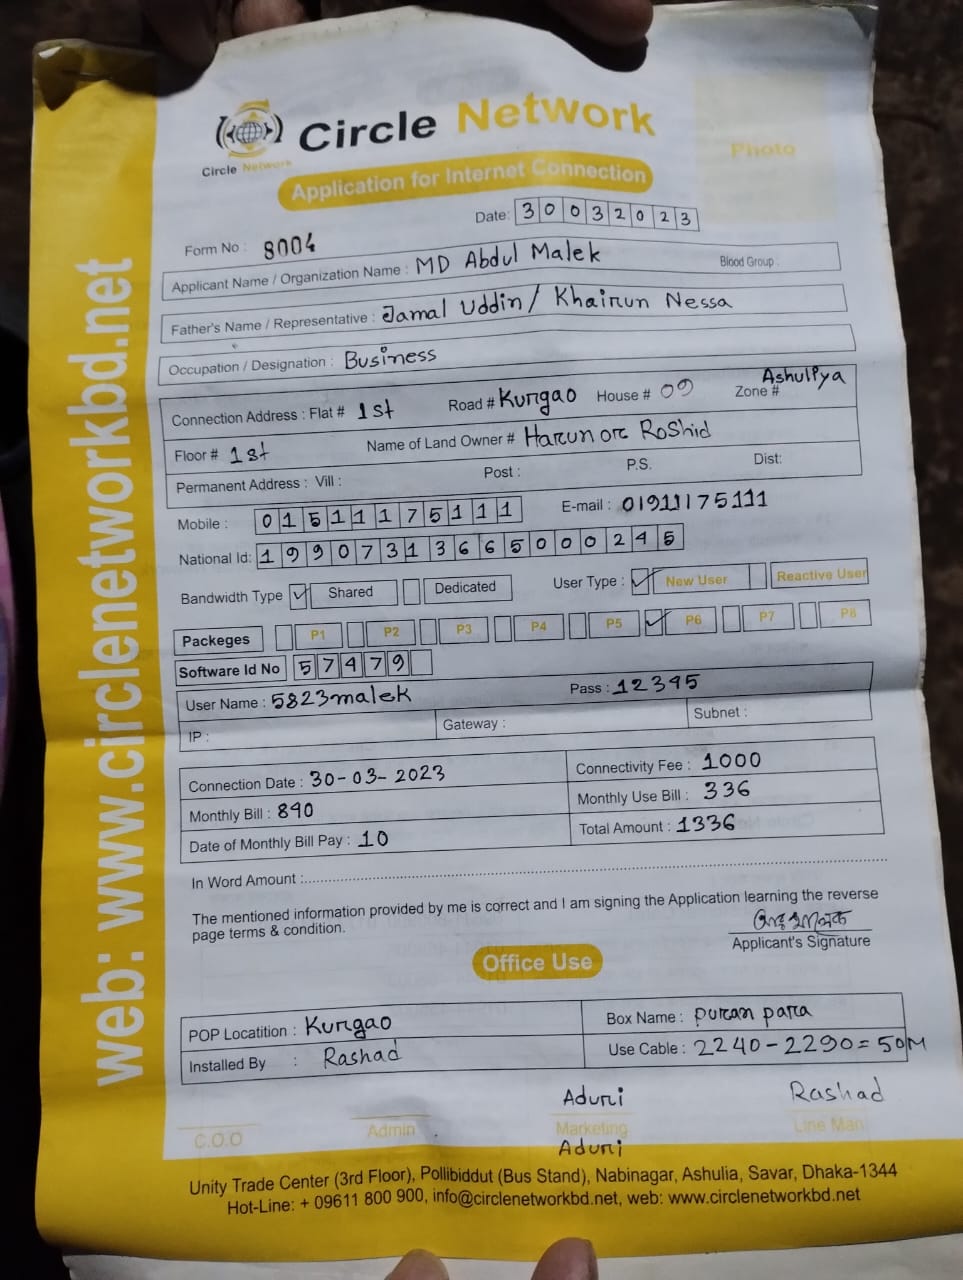 web: www.circlenetworkbd.net
Circle Network
Circle Network
Photo
Application for Internet Connection
Date: 30032023
Form No : 8004
Applicant Name / Organization Name : MD Abdul Malek Blood Group :
Father's Name / Representative : Jamal Uddin / Khairun Nessa
Occupation / Designation : Business
Connection Address : Flat # 1st Road # Kurgao House # 09 Zone # Ashuliya
Floor # 1st Name of Land Owner # Harun or Roshid
Permanent Address : Vill : Post : P.S. Dist:
Mobile : 01511175111 E-mail : 01911175111
National Id: 19907313665000245
Bandwidth Type Shared Dedicated User Type : New User Reactive User
Packeges P1 P2 P3 P4 P5 P6 P7 P8
Software Id No 57479
User Name : 5823malek Pass : 12345
IP : Gateway : Subnet :
Connection Date : 30-03-2023 Connectivity Fee : 1000
Monthly Bill : 840 Monthly Use Bill : 336
Date of Monthly Bill Pay : 10 Total Amount : 1336
In Word Amount :
The mentioned information provided by me is correct and I am signing the Application learning the reverse
page terms & condition.
Applicant's Signature
Office Use
POP Locatition : Kurgao Box Name : puran para
Installed By : Rashad Use Cable : 2240-2290=50M
Aduri Rashad
C.O.O Admin Marketing Line Man
Aduri
Unity Trade Center (3rd Floor), Pollibiddut (Bus Stand), Nabinagar, Ashulia, Savar, Dhaka-1344
Hot-Line: + 09611 800 900, info@circlenetworkbd.net, web: www.circlenetworkbd.net